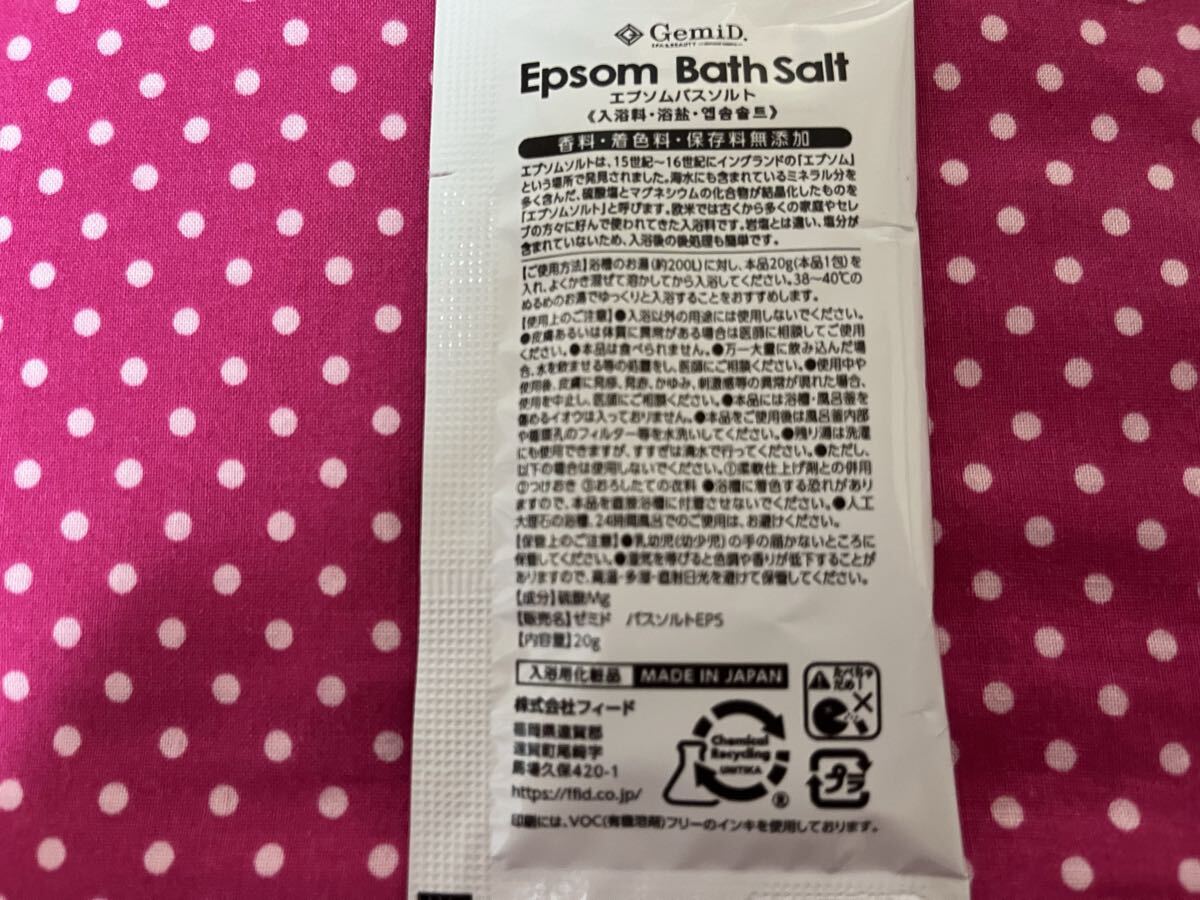 GemiD.
SPA&BEAUTY
Epsom Bath Salt
エプソムバスソルト
《入浴料・浴盐・엡솜솔트》
香料・着色料・保存料無添加
エプソムソルトは、15世紀〜16世紀にイングランドの「エプソム」
という場所で発見されました。海水にも含まれているミネラル分を
多く含んだ、硫酸塩とマグネシウムの化合物が結晶化したものを
「エプソムソルト」と呼びます。欧米では古くから多くの家庭やセレ
ブの方々に好んで使われてきた入浴料です。岩塩とは違い、塩分が
含まれていないため、入浴後の後処理も簡単です。
【ご使用方法】浴槽のお湯(約200L)に対し、本品20g(本品1包)を
入れ、よくかき混ぜて溶かしてから入浴してください。38〜40℃の
ぬるめのお湯でゆっくりと入浴することをおすすめします。
【使用上のご注意】●入浴以外の用途には使用しないでください。
●皮膚あるいは体質に異常がある場合は医師に相談してご使用
ください。●本品は食べられません。●万一大量に飲み込んだ場
合、水を飲ませる等の処置をし、医師にご相談ください。●使用中や
使用後、皮膚に発疹、発赤、かゆみ、刺激感等の異常が現れた場合、
使用を中止し、医師にご相談ください。●本品には浴槽・風呂釜を
傷めるイオウは入っておりません。●本品をご使用後は風呂釜内部
や循環孔のフィルター等を水洗いしてください。●残り湯は洗濯
にも使用できますが、すすぎは清水で行ってください。●ただし、
以下の場合は使用しないでください。①柔軟仕上げ剤との併用
②つけおき ③おろしたての衣料 ●浴槽に着色する恐れがあり
ますので、本品を直接浴槽に付着させないでください。●人工
大理石の浴槽、24時間風呂でのご使用は、お避けください。
【保管上のご注意】●乳幼児(幼少児)の手の届かないところに
保管してください。●湿気を帯びると色調や香りが低下することが
ありますので、高温・多湿・直射日光を避けて保管してください。
【成分】硫酸Mg
【販売名】ゼミド バスソルトEPS
【内容量】20g
入浴用化粧品 MADE IN JAPAN
たべちゃ
だめ!
株式会社フィード
福岡県遠賀郡
遠賀町尾崎字
馬場久保420-1
https://ffid.co.jp/
Chemical
Recycling
UNITIKA
®
プラ
印刷には、VOC(有機溶剤)フリーのインキを使用しております。